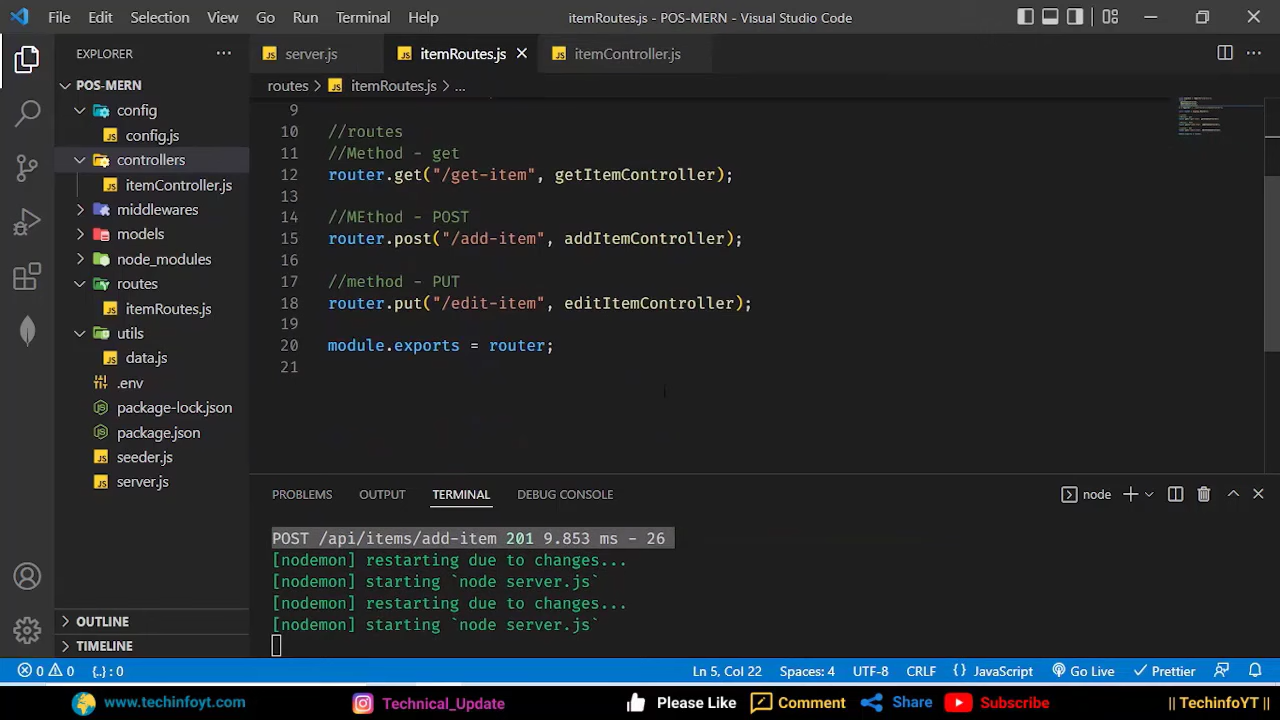 File Edit Selection View Go Run Terminal Help itemRoutes.js - POS-MERN - Visual Studio Code
EXPLORER ...
server.js itemRoutes.js itemController.js
POS-MERN
routes > itemRoutes.js > ...
config
config.js
controllers
itemController.js
middlewares
models
node_modules
routes
itemRoutes.js
utils
data.js
.env
package-lock.json
package.json
seeder.js
server.js
OUTLINE
TIMELINE
9
10 //routes
11 //Method - get
12 router.get("/get-item", getItemController);
13
14 //MEthod - POST
15 router.post("/add-item", addItemController);
16
17 //method - PUT
18 router.put("/edit-item", editItemController);
19
20 module.exports = router;
21
PROBLEMS OUTPUT TERMINAL DEBUG CONSOLE node
POST /api/items/add-item 201 9.853 ms - 26
[nodemon] restarting due to changes...
[nodemon] starting `node server.js`
[nodemon] restarting due to changes...
[nodemon] starting `node server.js`
0 0 {.} : 0 Ln 5, Col 22 Spaces: 4 UTF-8 CRLF {} JavaScript Go Live Prettier
www.techinfoyt.com Technical_Update Please Like Comment Share Subscribe || TechinfoYT ||